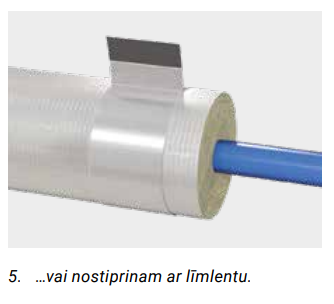 5. …vai nostiprinam ar līmlentu.